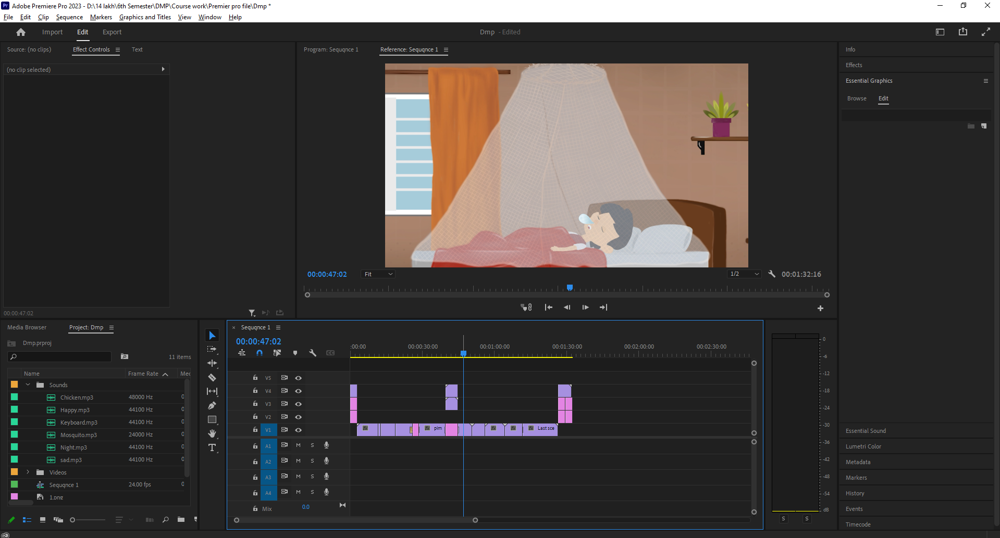 Pr Adobe Premiere Pro 2023 - D:\14 lakh\6th Semester\DMP\Course work\Premier pro file\Dmp *
File Edit Clip Sequence Markers Graphics and Titles View Window Help
Import Edit Export
Dmp - Edited
Source: (no clips) Effect Controls Text
(no clip selected)
00:00:47:02
Program: Sequqnce 1 Reference: Sequqnce 1
00:00:47:02 Fit 1/2 00:01:32:16
Info
Effects
Essential Graphics
Browse Edit
Essential Sound
Lumetri Color
Metadata
Markers
History
Events
Timecode
Media Browser Project: Dmp
Dmp.prproj
11 items
Name Frame Rate Mec
Sounds
Chicken.mp3 48000 Hz 0
Happy.mp3 44100 Hz 0
Keyboard.mp3 44100 Hz 0
Mosquito.mp3 24000 Hz 0
Night.mp3 44100 Hz 0
sad.mp3 44100 Hz 0
Videos
Sequqnce 1 24.00 fps 0
1.png
× Sequqnce 1
00:00:47:02
:00:00 00:00:30:00 00:01:00:00 00:01:30:00 00:02:00:00 00:02:30:00
V5
V4
V3
V2
V1 fx fx pim fx fx fx Last sce
A1 M S
A2 M S
A3 M S
A4 M S
Mix 0.0
0
-6
-12
-18
-24
-30
-36
-42
-48
-54
dB
S S